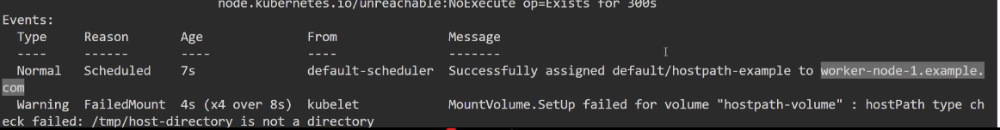 node.kubernetes.io/unreachable:NoExecute op=Exists for 300s
Events:
Type Reason Age From Message
---- ------ ---- ---- -------
Normal Scheduled 7s default-scheduler Successfully assigned default/hostpath-example to worker-node-1.example.
com
Warning FailedMount 4s (x4 over 8s) kubelet MountVolume.SetUp failed for volume "hostpath-volume" : hostPath type ch
eck failed: /tmp/host-directory is not a directory